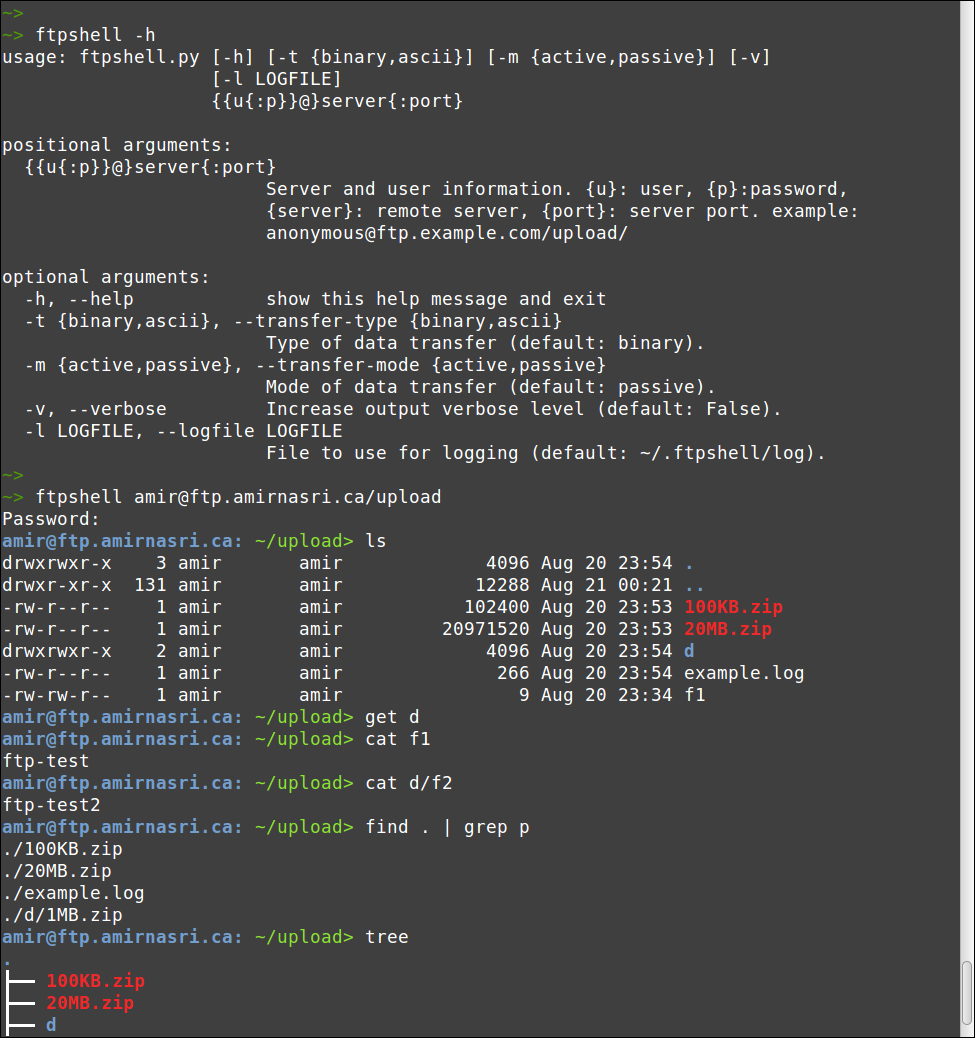 ~>
~> ftpshell -h
usage: ftpshell.py [-h] [-t {binary,ascii}] [-m {active,passive}] [-v]
                   [-l LOGFILE]
                   {{u{:p}}@}server{:port}

positional arguments:
  {{u{:p}}@}server{:port}
                        Server and user information. {u}: user, {p}:password,
                        {server}: remote server, {port}: server port. example:
                        anonymous@ftp.example.com/upload/

optional arguments:
  -h, --help            show this help message and exit
  -t {binary,ascii}, --transfer-type {binary,ascii}
                        Type of data transfer (default: binary).
  -m {active,passive}, --transfer-mode {active,passive}
                        Mode of data transfer (default: passive).
  -v, --verbose         Increase output verbose level (default: False).
  -l LOGFILE, --logfile LOGFILE
                        File to use for logging (default: ~/.ftpshell/log).
~>
~> ftpshell amir@ftp.amirnasri.ca/upload
Password:
amir@ftp.amirnasri.ca: ~/upload> ls
drwxrwxr-x    3 amir       amir             4096 Aug 20 23:54 .
drwxr-xr-x  131 amir       amir            12288 Aug 21 00:21 ..
-rw-r--r--    1 amir       amir           102400 Aug 20 23:53 100KB.zip
-rw-r--r--    1 amir       amir         20971520 Aug 20 23:53 20MB.zip
drwxrwxr-x    2 amir       amir             4096 Aug 20 23:54 d
-rw-r--r--    1 amir       amir              266 Aug 20 23:54 example.log
-rw-rw-r--    1 amir       amir                9 Aug 20 23:34 f1
amir@ftp.amirnasri.ca: ~/upload> get d
amir@ftp.amirnasri.ca: ~/upload> cat f1
ftp-test
amir@ftp.amirnasri.ca: ~/upload> cat d/f2
ftp-test2
amir@ftp.amirnasri.ca: ~/upload> find . | grep p
./100KB.zip
./20MB.zip
./example.log
./d/1MB.zip
amir@ftp.amirnasri.ca: ~/upload> tree
.
├── 100KB.zip
├── 20MB.zip
├── d